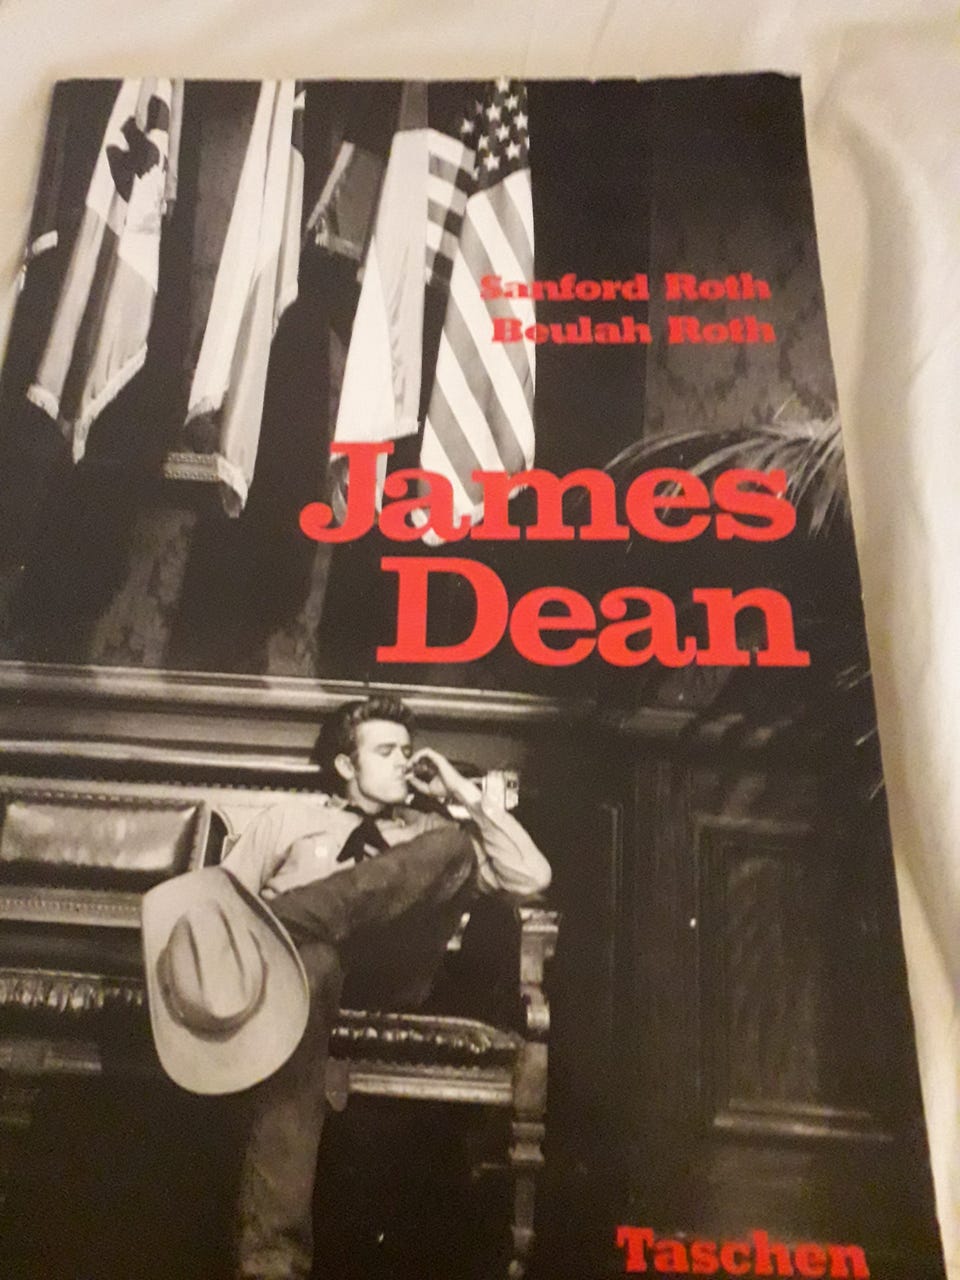 Sanford Roth
Beulah Roth
James
Dean
Taschen